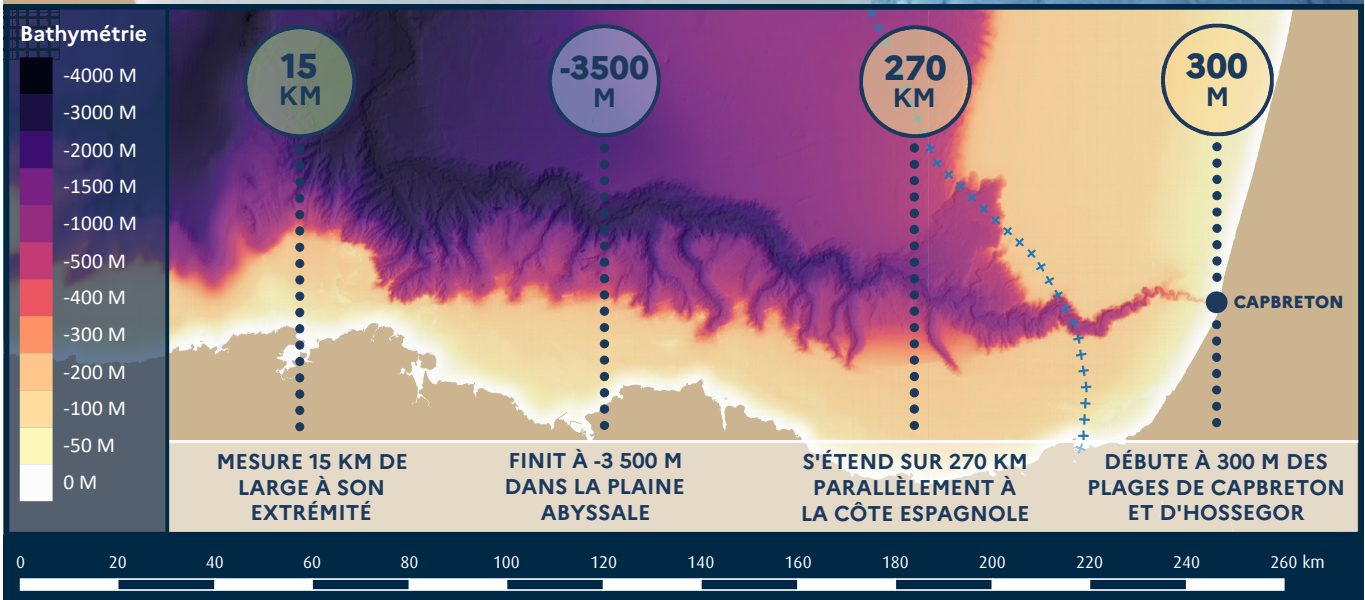 Bathymétrie
-4000 M
-3000 M
-2000 M
-1500 M
-1000 M
-500 M
-400 M
-300 M
-200 M
-100 M
-50 M
0 M
15
KM
-3500
M
270
KM
300
M
CAPBRETON
MESURE 15 KM DE
LARGE À SON
EXTRÉMITÉ
FINIT À -3 500 M
DANS LA PLAINE
ABYSSALE
S'ÉTEND SUR 270 KM
PARALLÈLEMENT À
LA CÔTE ESPAGNOLE
DÉBUTE À 300 M DES
PLAGES DE CAPBRETON
ET D'HOSSEGOR
0 20 40 60 80 100 120 140 160 180 200 220 240 260 km